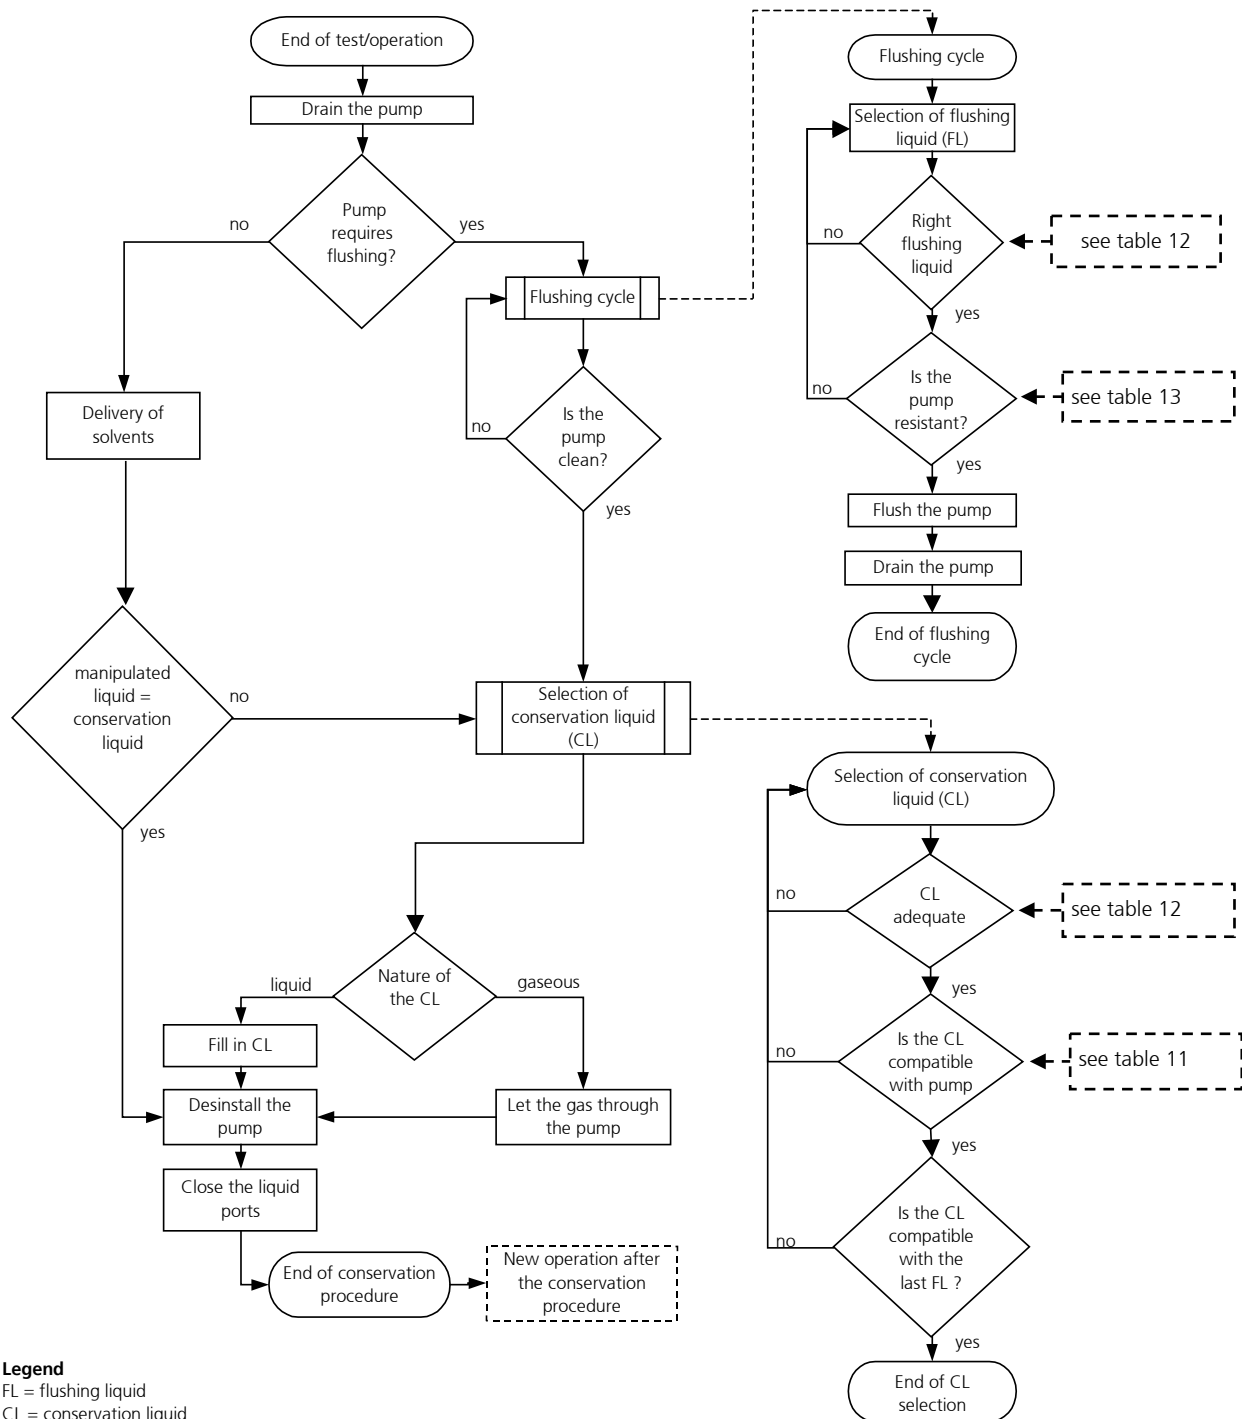 End of test/operation
Drain the pump
Pump
requires
flushing?
no
yes
Flushing cycle
Is the
pump
clean?
no
yes
Delivery of
solvents
manipulated
liquid =
conservation
liquid
no
yes
Selection of
conservation liquid
(CL)
Nature of
the CL
liquid
gaseous
Fill in CL
Desinstall the
pump
Let the gas through
the pump
Close the liquid
ports
End of conservation
procedure
New operation after
the conservation
procedure
Flushing cycle
Selection of flushing
liquid (FL)
Right
flushing
liquid
no
see table 12
yes
Is the
pump
resistant?
no
see table 13
yes
Flush the pump
Drain the pump
End of flushing
cycle
Selection of conservation
liquid (CL)
CL
adequate
no
see table 12
yes
Is the CL
compatible
with pump
no
see table 11
yes
Is the CL
compatible
with the
last FL ?
no
yes
End of CL
selection
Legend
FL = flushing liquid
CL = conservation liquid